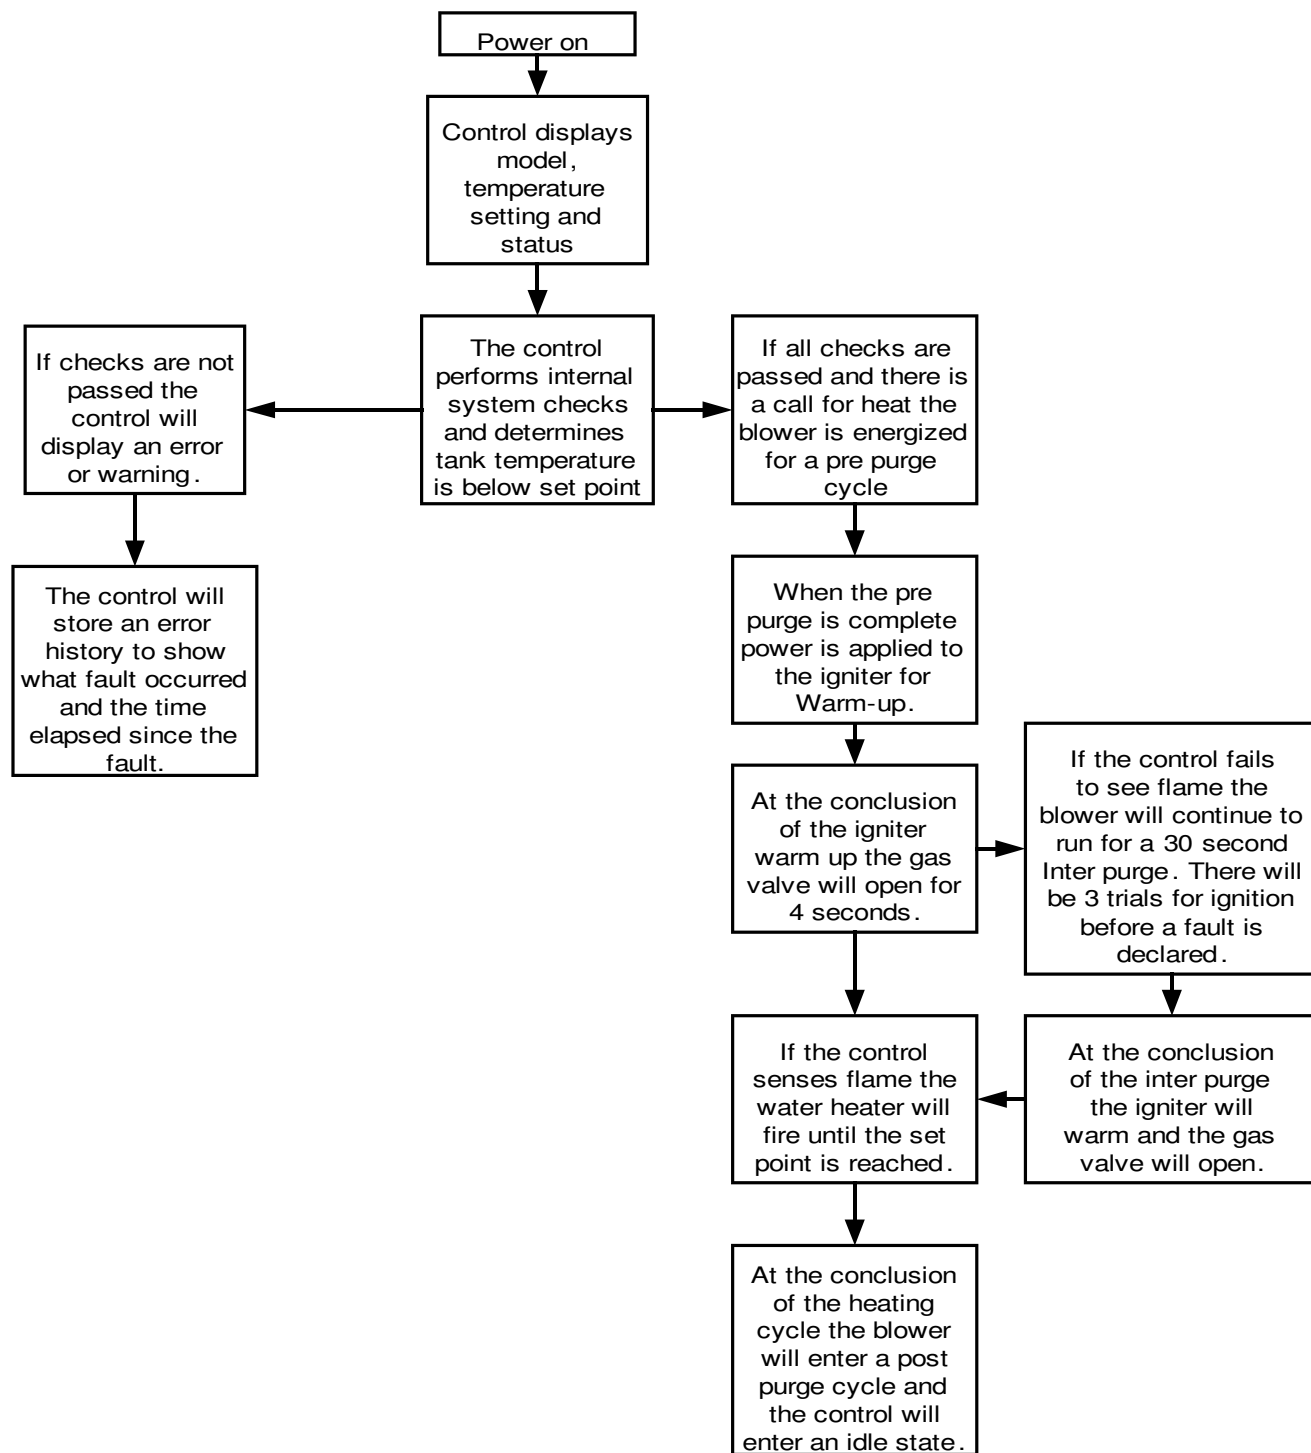 Power on
Control displays
model,
temperature
setting and
status
If checks are not
passed the
control will
display an error
or warning.
The control
performs internal
system checks
and determines
tank temperature
is below set point
If all checks are
passed and there is
a call for heat the
blower is energized
for a pre purge
cycle
The control will
store an error
history to show
what fault occurred
and the time
elapsed since the
fault.
When the pre
purge is complete
power is applied to
the igniter for
Warm-up.
At the conclusion
of the igniter
warm up the gas
valve will open for
4 seconds.
If the control fails
to see flame the
blower will continue to
run for a 30 second
Inter purge. There will
be 3 trials for ignition
before a fault is
declared.
If the control
senses flame the
water heater will
fire until the set
point is reached.
At the conclusion
of the inter purge
the igniter will
warm and the gas
valve will open.
At the conclusion
of the heating
cycle the blower
will enter a post
purge cycle and
the control will
enter an idle state.